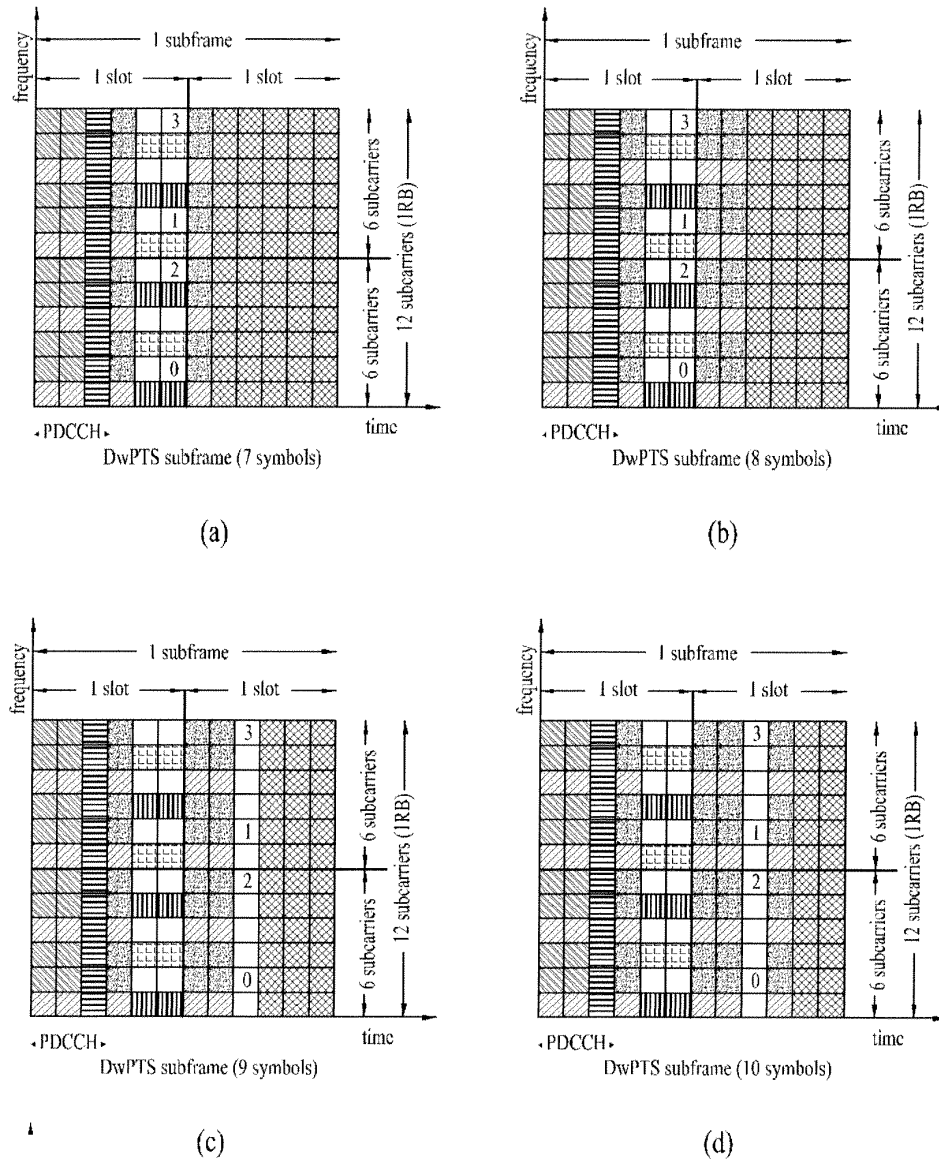 frequency
1 subframe
1 slot
1 slot
3
1
2
0
6 subcarriers
6 subcarriers
12 subcarriers (1RB)
time
PDCCH
DwPTS subframe (7 symbols)
(a)
frequency
1 subframe
1 slot
1 slot
3
1
2
0
6 subcarriers
6 subcarriers
12 subcarriers (1RB)
time
PDCCH
DwPTS subframe (8 symbols)
(b)
frequency
1 subframe
1 slot
1 slot
3
1
2
0
6 subcarriers
6 subcarriers
12 subcarriers (1RB)
time
PDCCH
DwPTS subframe (9 symbols)
(c)
frequency
1 subframe
1 slot
1 slot
3
1
2
0
6 subcarriers
6 subcarriers
12 subcarriers (1RB)
time
PDCCH
DwPTS subframe (10 symbols)
(d)